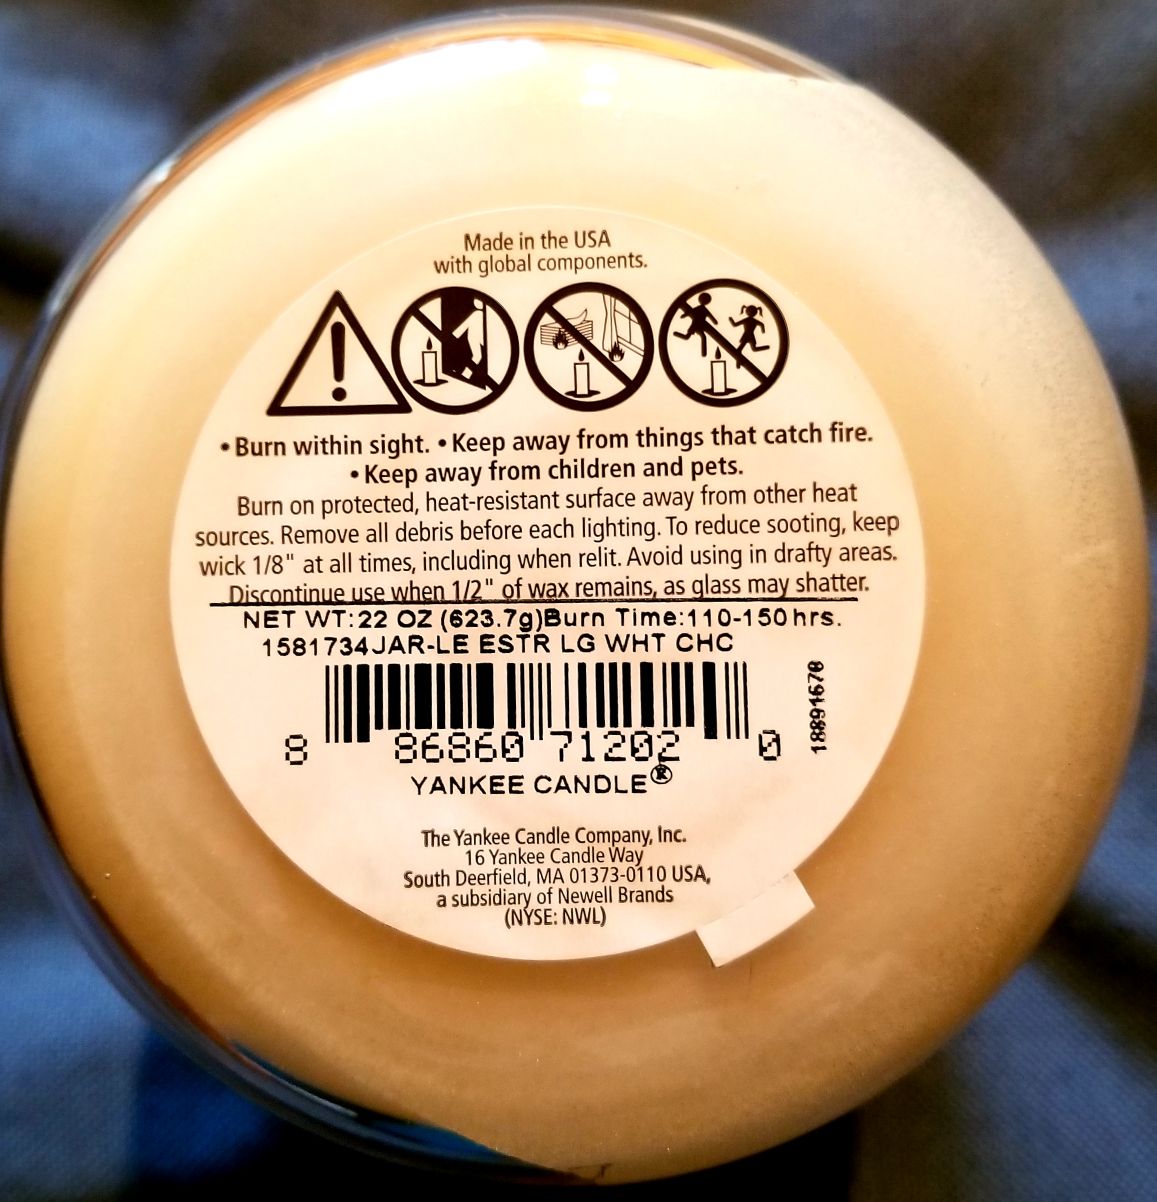 Made in the USA
with global components.
• Burn within sight. • Keep away from things that catch fire.
• Keep away from children and pets.
Burn on protected, heat-resistant surface away from other heat
sources. Remove all debris before each lighting. To reduce sooting, keep
wick 1/8" at all times, including when relit. Avoid using in drafty areas.
Discontinue use when 1/2" of wax remains, as glass may shatter.
NET WT:22 OZ (623.7g)Burn Time:110-150 hrs.
1581734JAR-LE ESTR LG WHT CHC
8 86860 71202 0
18891678
YANKEE CANDLE®
The Yankee Candle Company, Inc.
16 Yankee Candle Way
South Deerfield, MA 01373-0110 USA,
a subsidiary of Newell Brands
(NYSE: NWL)